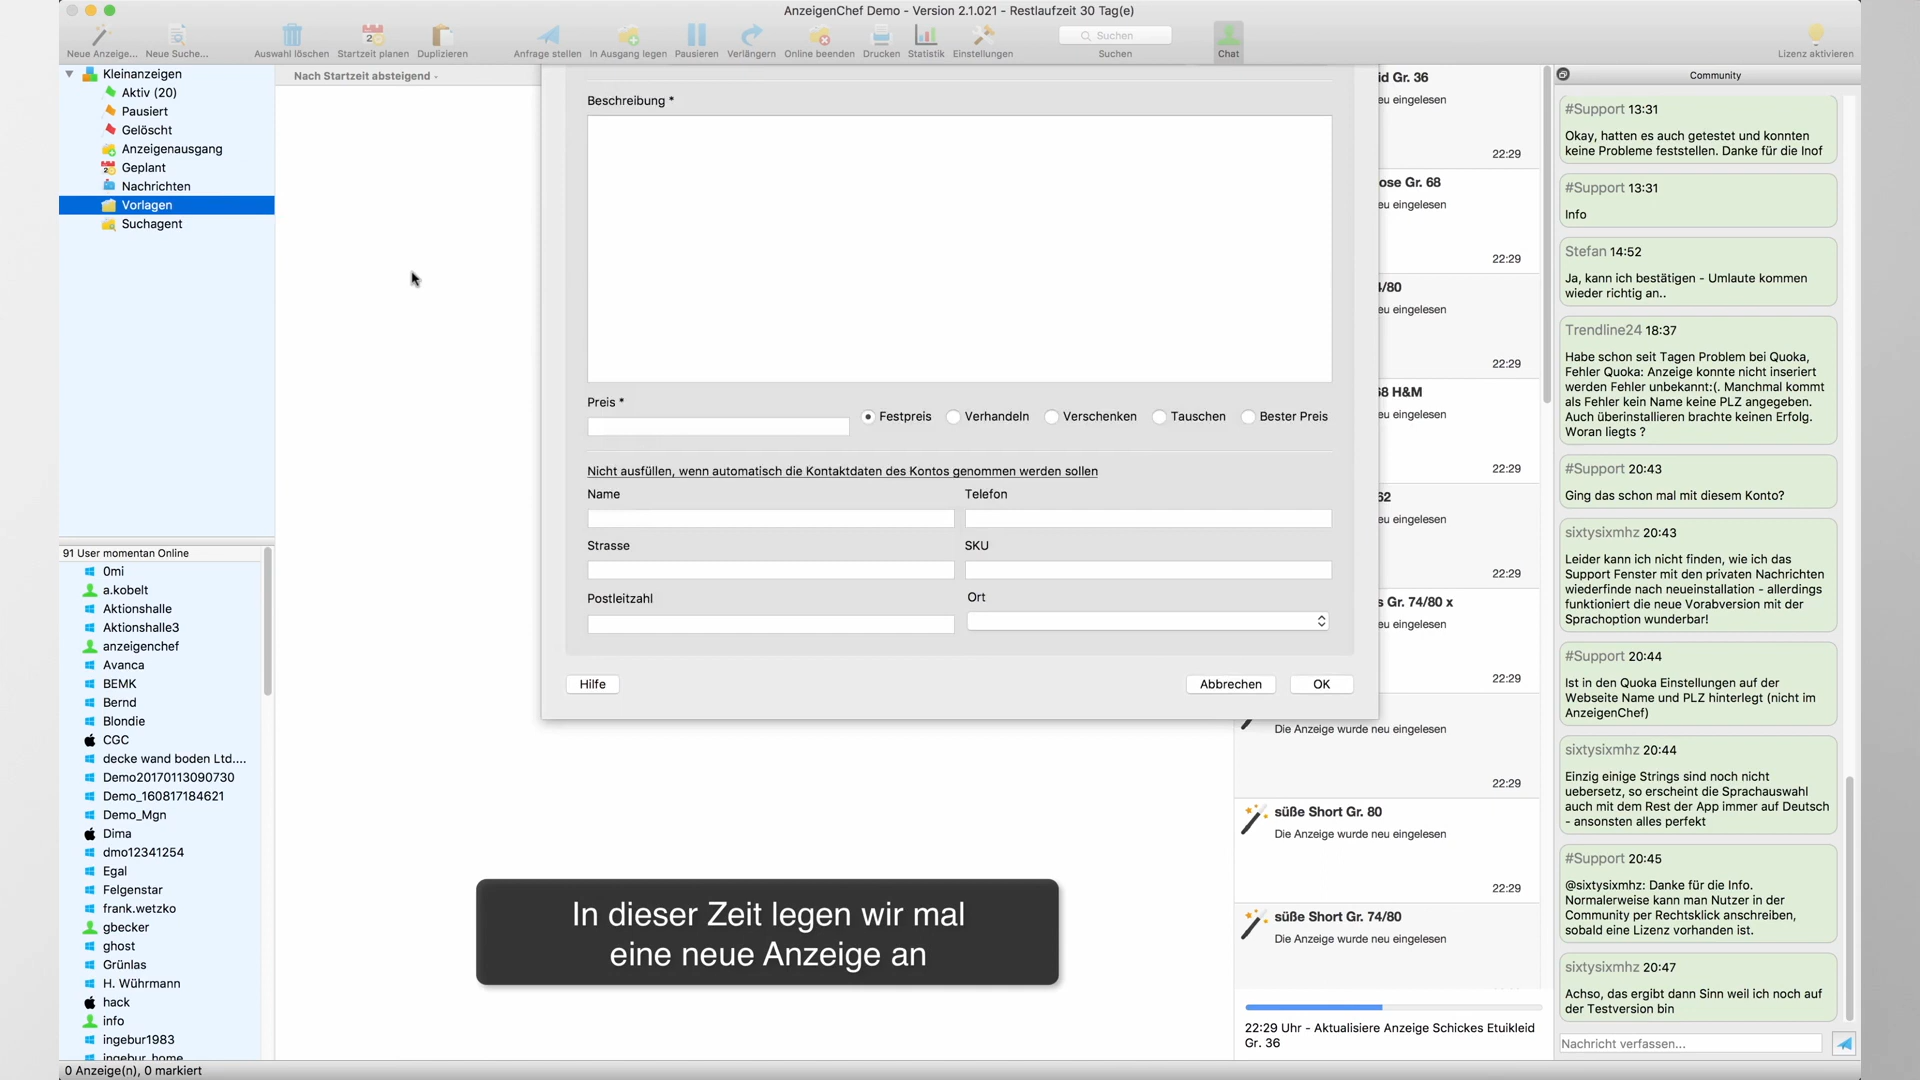 AnzeigenChef Demo - Version 2.1.021 - Restlaufzeit 30 Tag(e)
Neue Anzeige...
Neue Suche...
Auswahl löschen
Startzeit planen
Duplizieren
Anfrage stellen
In Ausgang legen
Pausieren
Verlängern
Online beenden
Drucken
Statistik
Einstellungen
Suchen
Suchen
Chat
Lizenz aktivieren
Kleinanzeigen
Aktiv (20)
Pausiert
Gelöscht
Anzeigenausgang
Geplant
Nachrichten
Vorlagen
Suchagent
91 User momentan Online
0mi
a.kobelt
Aktionshalle
Aktionshalle3
anzeigenchef
Avanca
BEMK
Bernd
Blondie
CGC
decke wand boden Ltd....
Demo20170113090730
Demo_160817184621
Demo_Mgn
Dima
dmo12341254
Egal
Felgenstar
frank.wetzko
gbecker
ghost
Grünlas
H. Würhmann
hack
info
ingebur1983
ingebur_home
0 Anzeige(n), 0 markiert
Nach Startzeit absteigend
Beschreibung *
Preis *
Festpreis
Verhandeln
Verschenken
Tauschen
Bester Preis
Nicht ausfüllen, wenn automatisch die Kontaktdaten des Kontos genommen werden sollen
Name
Telefon
Strasse
SKU
Postleitzahl
Ort
Hilfe
Abbrechen
OK
In dieser Zeit legen wir mal
eine neue Anzeige an
id Gr. 36
eu eingelesen
22:29
ose Gr. 68
eu eingelesen
22:29
4/80
eu eingelesen
22:29
68 H&M
eu eingelesen
22:29
62
eu eingelesen
22:29
s Gr. 74/80 x
eu eingelesen
22:29
Die Anzeige wurde neu eingelesen
22:29
süße Short Gr. 80
Die Anzeige wurde neu eingelesen
22:29
süße Short Gr. 74/80
Die Anzeige wurde neu eingelesen
22:29 Uhr - Aktualisiere Anzeige Schickes Etuikleid
Gr. 36
Community
#Support 13:31
Okay, hatten es auch getestet und konnten
keine Probleme feststellen. Danke für die Inof
#Support 13:31
Info
Stefan 14:52
Ja, kann ich bestätigen - Umlaute kommen
wieder richtig an..
Trendline24 18:37
Habe schon seit Tagen Problem bei Quoka,
Fehler Quoka: Anzeige konnte nicht inseriert
werden Fehler unbekannt:(. Manchmal kommt
als Fehler kein Name keine PLZ angegeben.
Auch überinstallieren brachte keinen Erfolg.
Woran liegts ?
#Support 20:43
Ging das schon mal mit diesem Konto?
sixtysixmhz 20:43
Leider kann ich nicht finden, wie ich das
Support Fenster mit den privaten Nachrichten
wiederfinde nach neueinstallation - allerdings
funktioniert die neue Vorabversion mit der
Sprachoption wunderbar!
#Support 20:44
Ist in den Quoka Einstellungen auf der
Webseite Name und PLZ hinterlegt (nicht im
AnzeigenChef)
sixtysixmhz 20:44
Einzig einige Strings sind noch nicht
uebersetz, so erscheint die Sprachauswahl
auch mit dem Rest der App immer auf Deutsch
- ansonsten alles perfekt
#Support 20:45
@sixtysixmhz: Danke für die Info.
Normalerweise kann man Nutzer in der
Community per Rechtsklick anschreiben,
sobald eine Lizenz vorhanden ist.
sixtysixmhz 20:47
Achso, das ergibt dann Sinn weil ich noch auf
der Testversion bin
Nachricht verfassen...